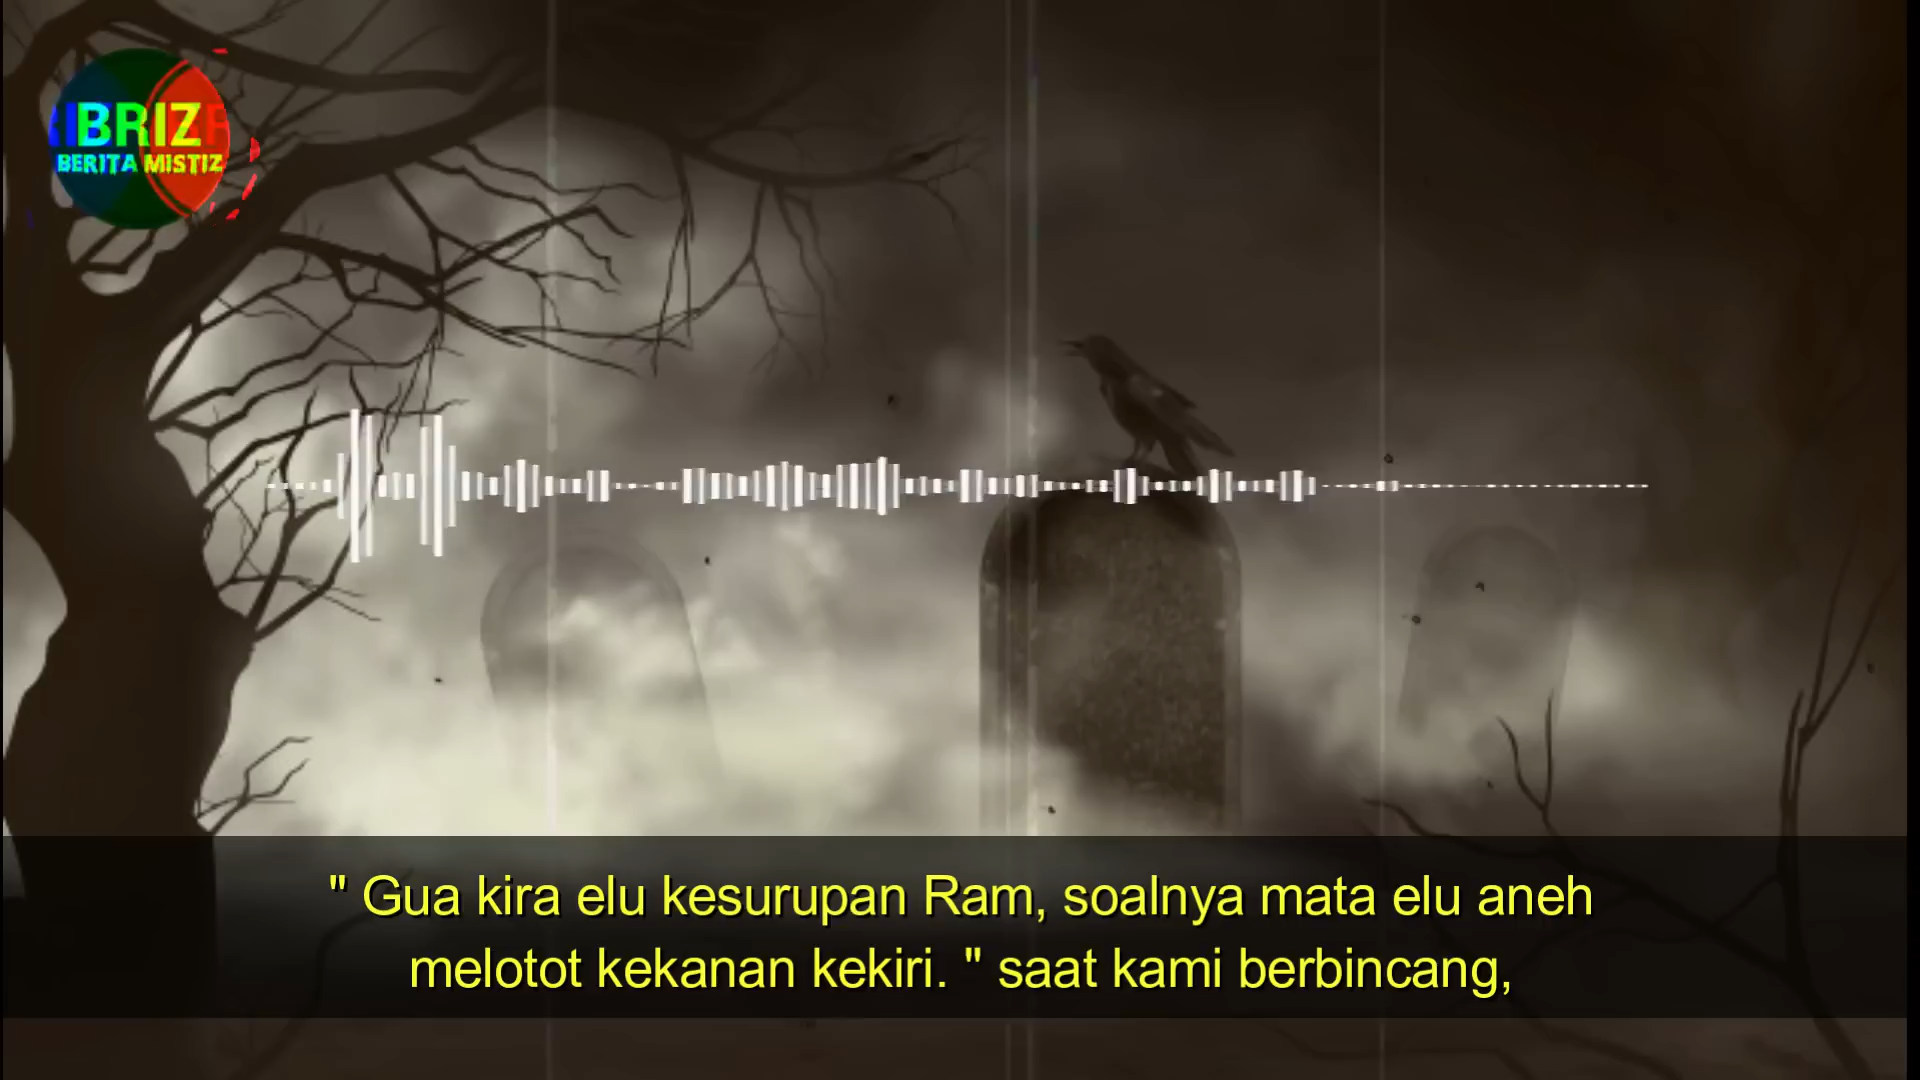 BRIZ
BERITA MISTIZ
" Gua kira elu kesurupan Ram, soalnya mata elu aneh
melotot kekanan kekiri. " saat kami berbincang,